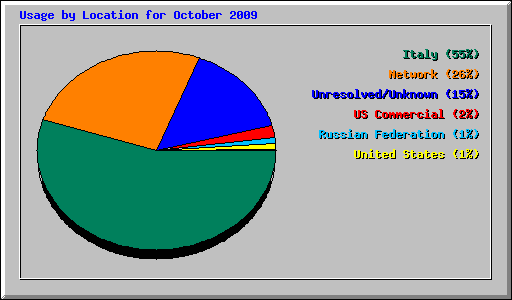 Usage by Location for October 2009
Italy (55%)
Network (26%)
Unresolved/Unknown (15%)
US Commercial (2%)
Russian Federation (1%)
United States (1%)